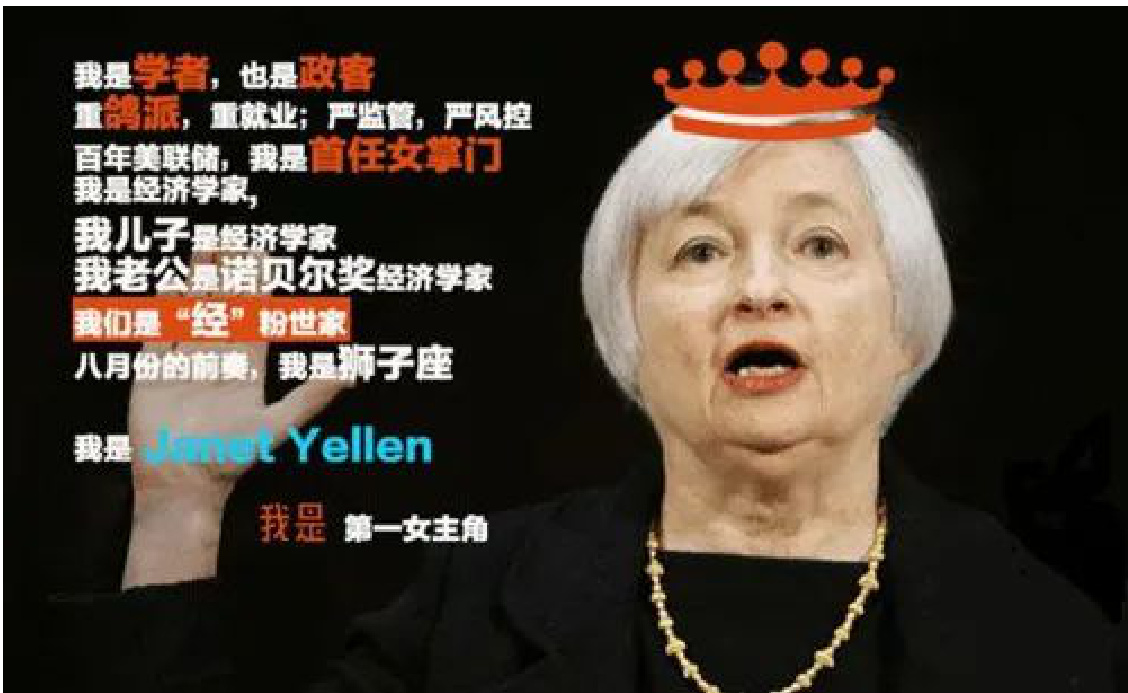 我是学者，也是政客
重鸽派，重就业；严监管，严风控
百年美联储，我是首任女掌门
我是经济学家，
我儿子是经济学家
我老公是诺贝尔奖经济学家
我们是“经”粉世家
八月份的前奏，我是狮子座
我是 Janet Yellen
我是 第一女主角